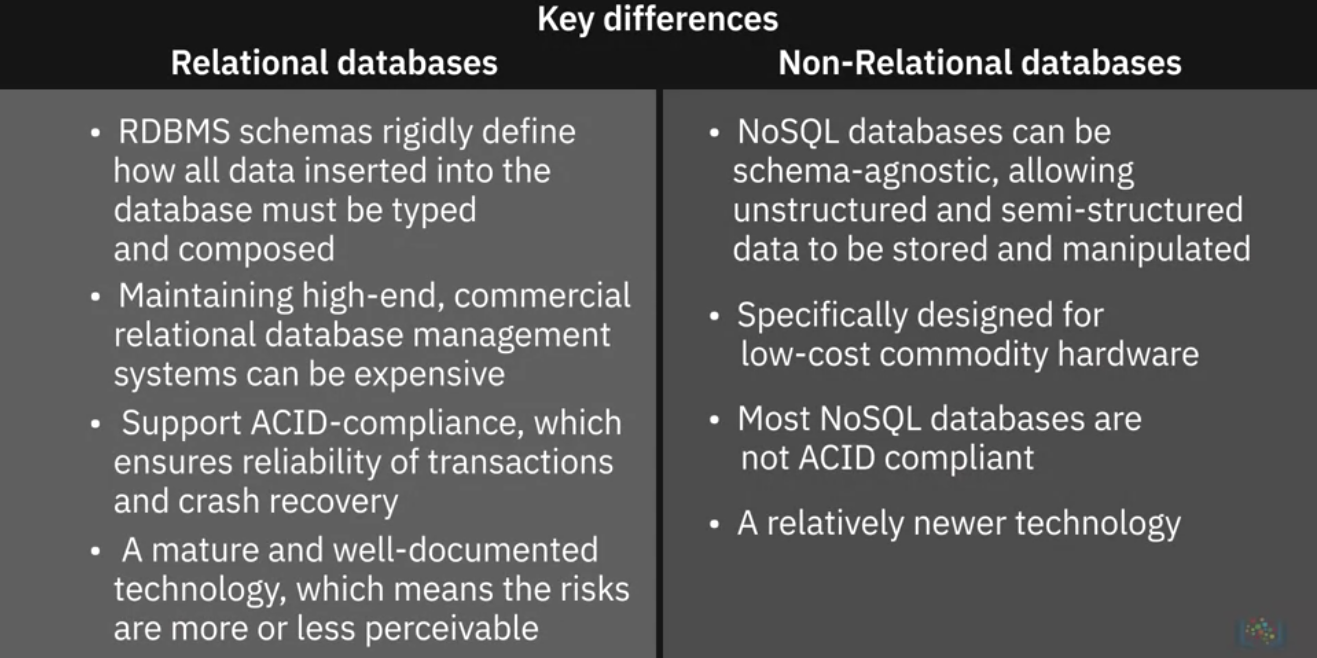 Key differences
Relational databases
Non-Relational databases
• RDBMS schemas rigidly define
how all data inserted into the
database must be typed
and composed
• Maintaining high-end, commercial
relational database management
systems can be expensive
• Support ACID-compliance, which
ensures reliability of transactions
and crash recovery
• A mature and well-documented
technology, which means the risks
are more or less perceivable
• NoSQL databases can be
schema-agnostic, allowing
unstructured and semi-structured
data to be stored and manipulated
• Specifically designed for
low-cost commodity hardware
• Most NoSQL databases are
not ACID compliant
• A relatively newer technology